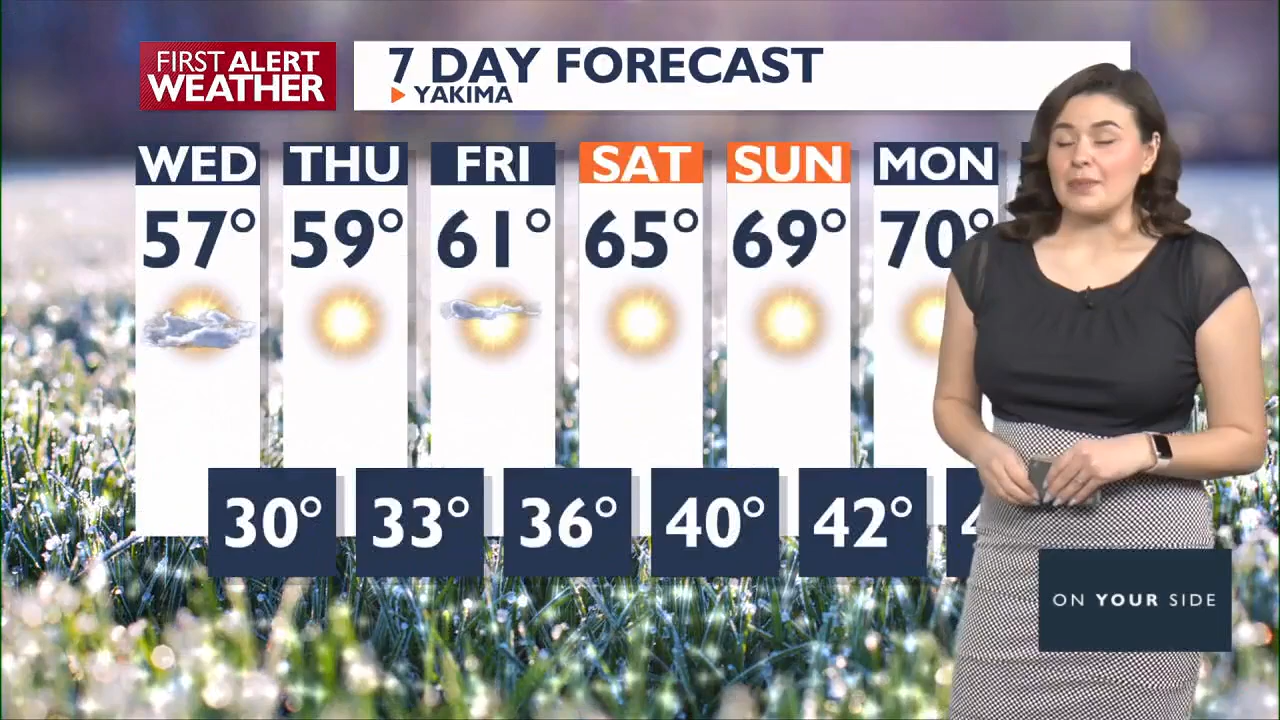 FIRST ALERT
WEATHER
7 DAY FORECAST
YAKIMA
WED THU FRI SAT SUN MON
57° 59° 61° 65° 69° 70°
30° 33° 36° 40° 42°
ON YOUR SIDE